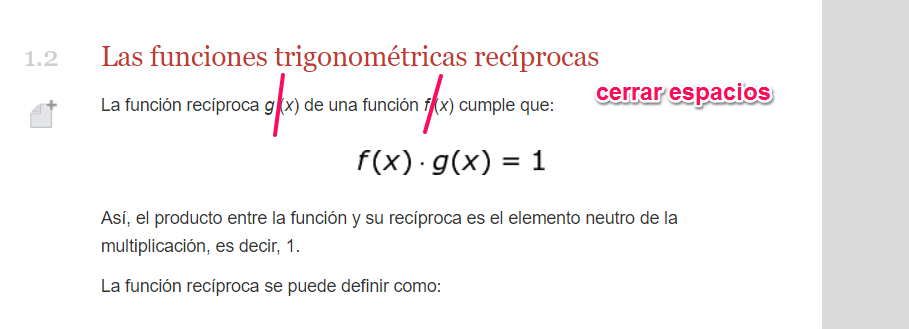 1.2 Las funciones trigonométricas recíprocas
La función recíproca g (x) de una función f (x) cumple que:
cerrar espacios
f(x) · g(x) = 1
Así, el producto entre la función y su recíproca es el elemento neutro de la
multiplicación, es decir, 1.
La función recíproca se puede definir como: